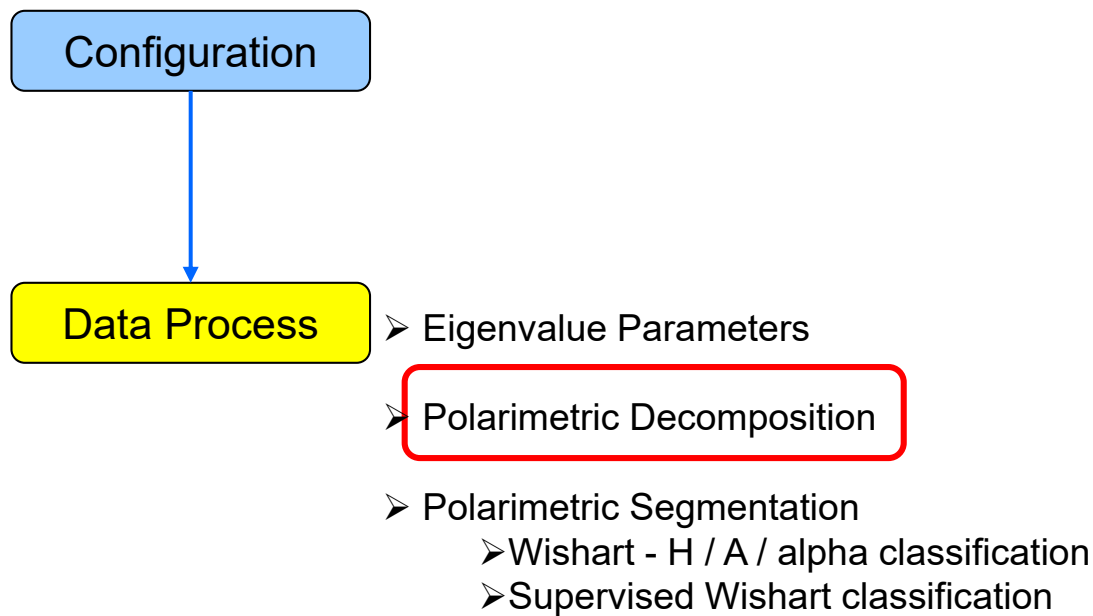 Configuration
Data Process
➢ Eigenvalue Parameters
➢ Polarimetric Decomposition
➢ Polarimetric Segmentation
➢Wishart - H / A / alpha classification
➢Supervised Wishart classification